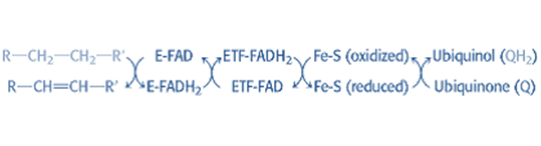 R—CH₂—CH₂—R' E-FAD ETF-FADH₂ Fe-S (oxidized) Ubiquinol (QH₂)
R—CH=CH—R' E-FADH₂ ETF-FAD Fe-S (reduced) Ubiquinone (Q)